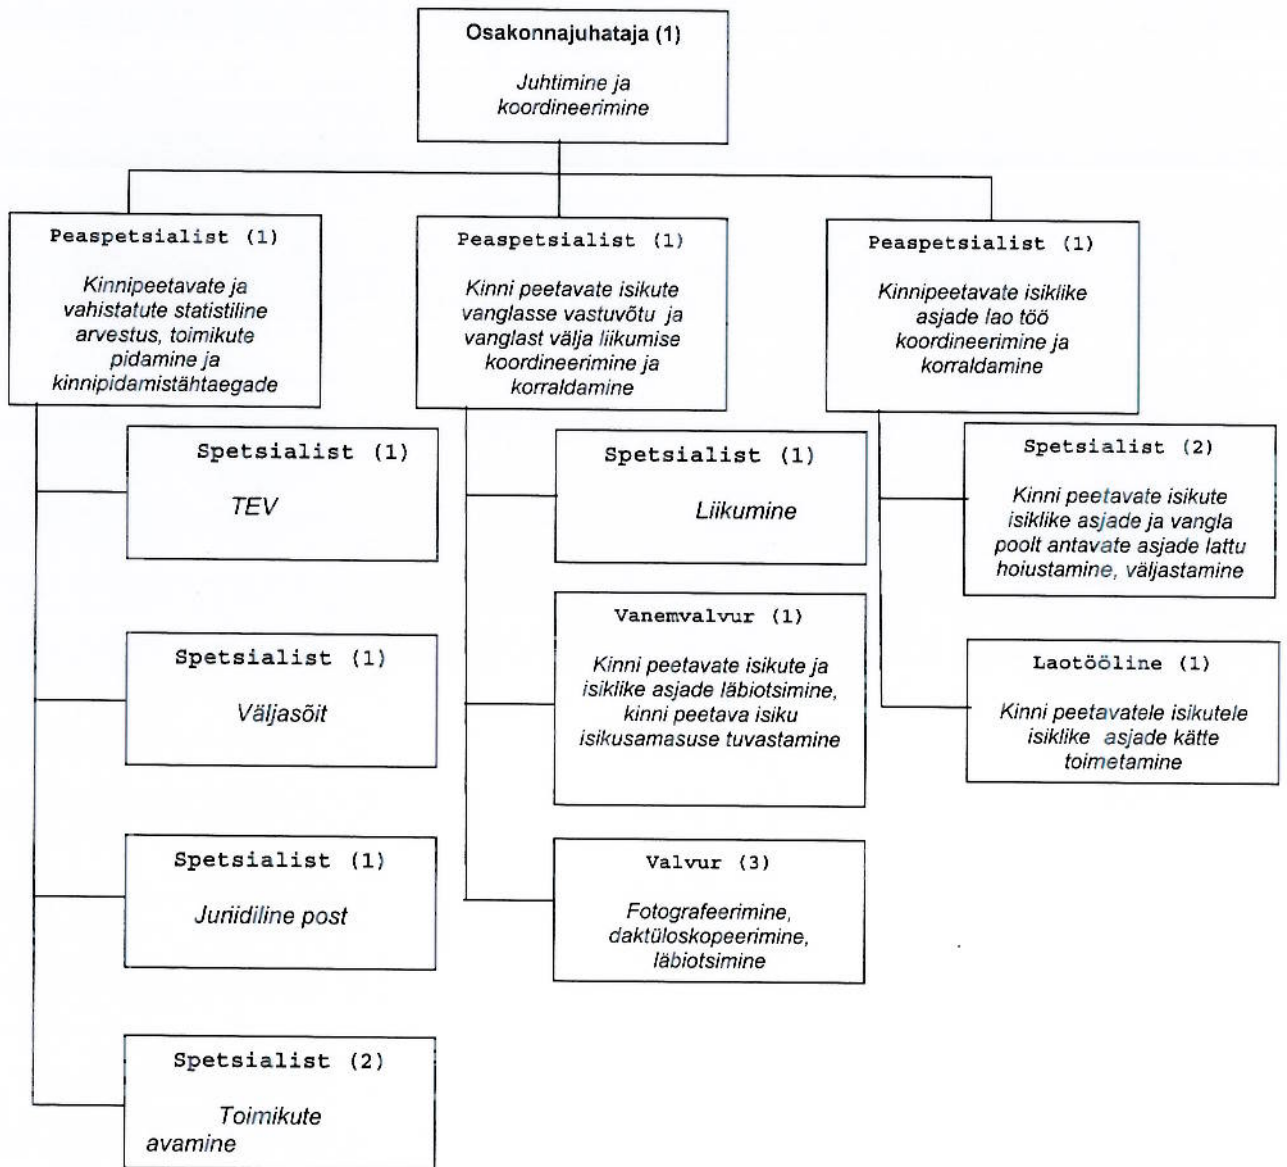 Osakonnajuhataja (1)
Juhtimine ja
koordineerimine
Peaspetsialist (1)
Kinnipeetavate ja
vahistatute statistiline
arvestus, toimikute
pidamine ja
kinnipidamistähtaegade
Peaspetsialist (1)
Kinni peetavate isikute
vanglasse vastuvõtu ja
vanglast välja liikumise
koordineerimine ja
korraldamine
Peaspetsialist (1)
Kinnipeetavate isiklike
asjade lao töö
koordineerimine ja
korraldamine
Spetsialist (1)
TEV
Spetsialist (1)
Väljasõit
Spetsialist (1)
Juriidiline post
Spetsialist (2)
Toimikute
avamine
Spetsialist (1)
Liikumine
Vanemvalvur (1)
Kinni peetavate isikute ja
isiklike asjade läbiotsimine,
kinni peetava isiku
isikusamasuse tuvastamine
Valvur (3)
Fotografeerimine,
daktüloskopeerimine,
läbiotsimine
Spetsialist (2)
Kinni peetavate isikute
isiklike asjade ja vangla
poolt antavate asjade lattu
hoiustamine, väljastamine
Laotööline (1)
Kinni peetavatele isikutele
isiklike asjade kätte
toimetamine